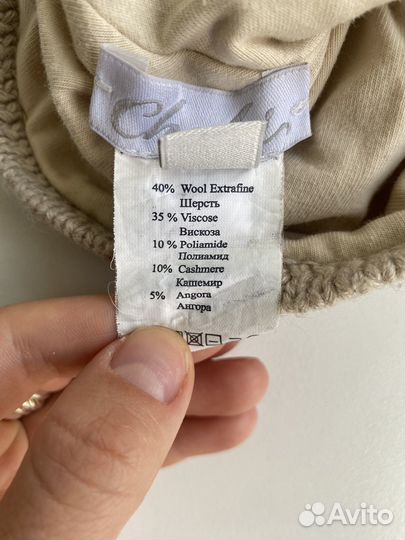 40% Wool Extrafine
Шерсть
35 % Viscose
Вискоза
10 % Poliamide
Полиамид
10% Cashmere
Кашемир
5% Angora
Ангора
Avito